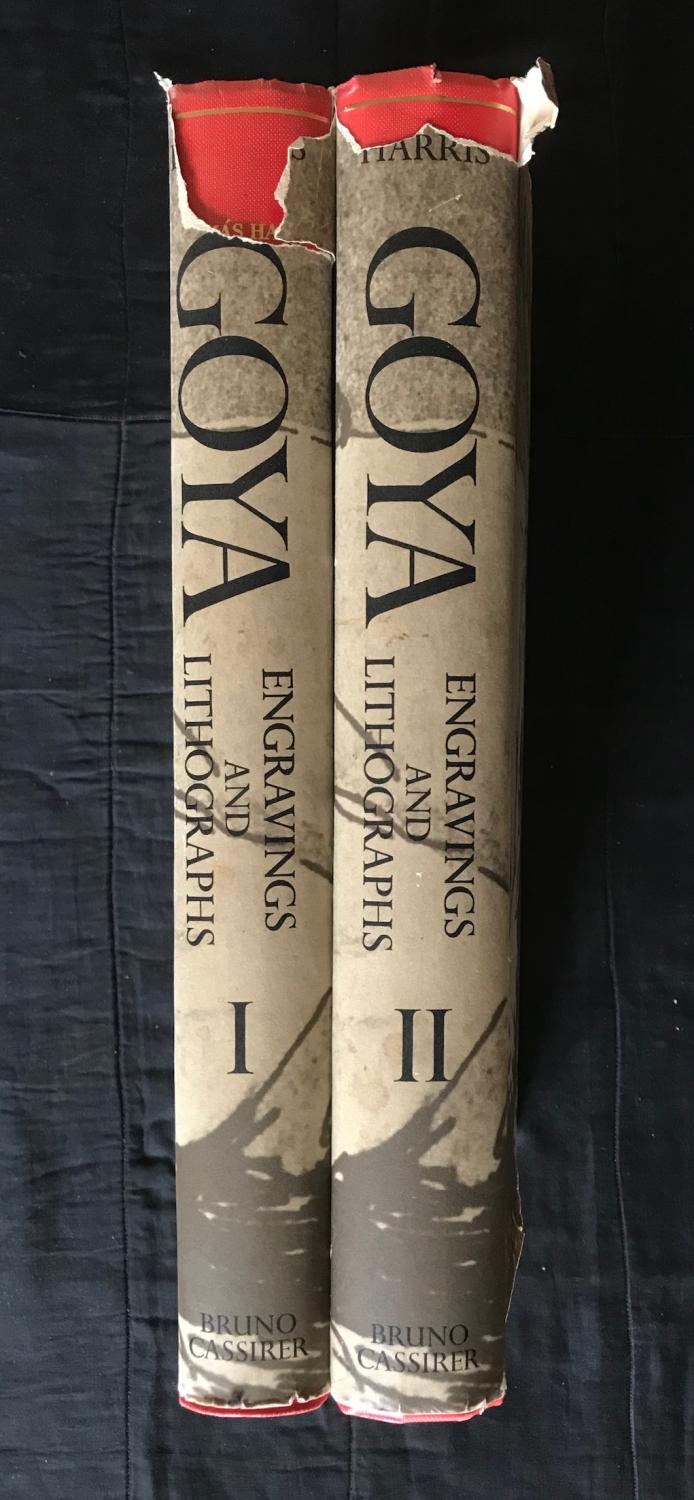 GOYA
ENGRAVINGS
AND
LITHOGRAPHS
I
BRUNO
CASSIRER
HARRIS
GOYA
ENGRAVINGS
AND
LITHOGRAPHS
II
BRUNO
CASSIRER